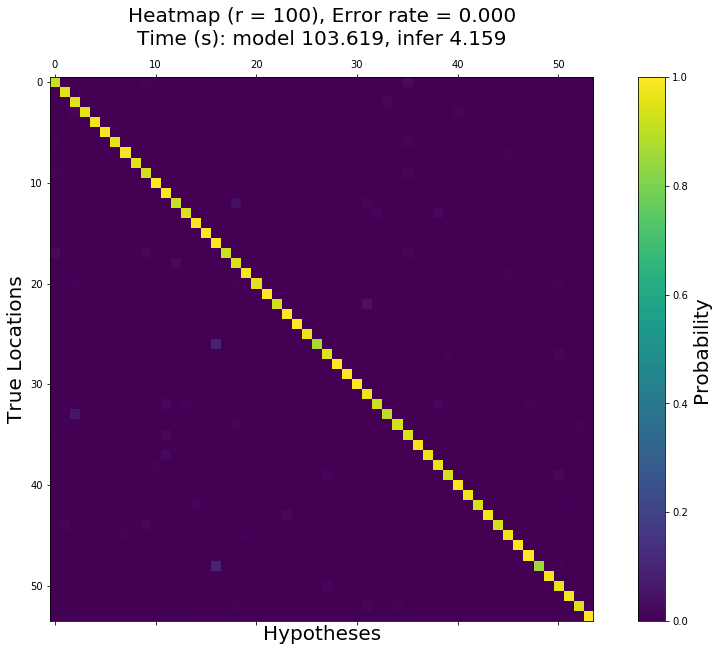 Heatmap (r = 100), Error rate = 0.000
Time (s): model 103.619, infer 4.159
0 10 20 30 40 50
0
10
20
30
40
50
True Locations
Hypotheses
1.0
0.8
0.6
0.4
0.2
0.0
Probability